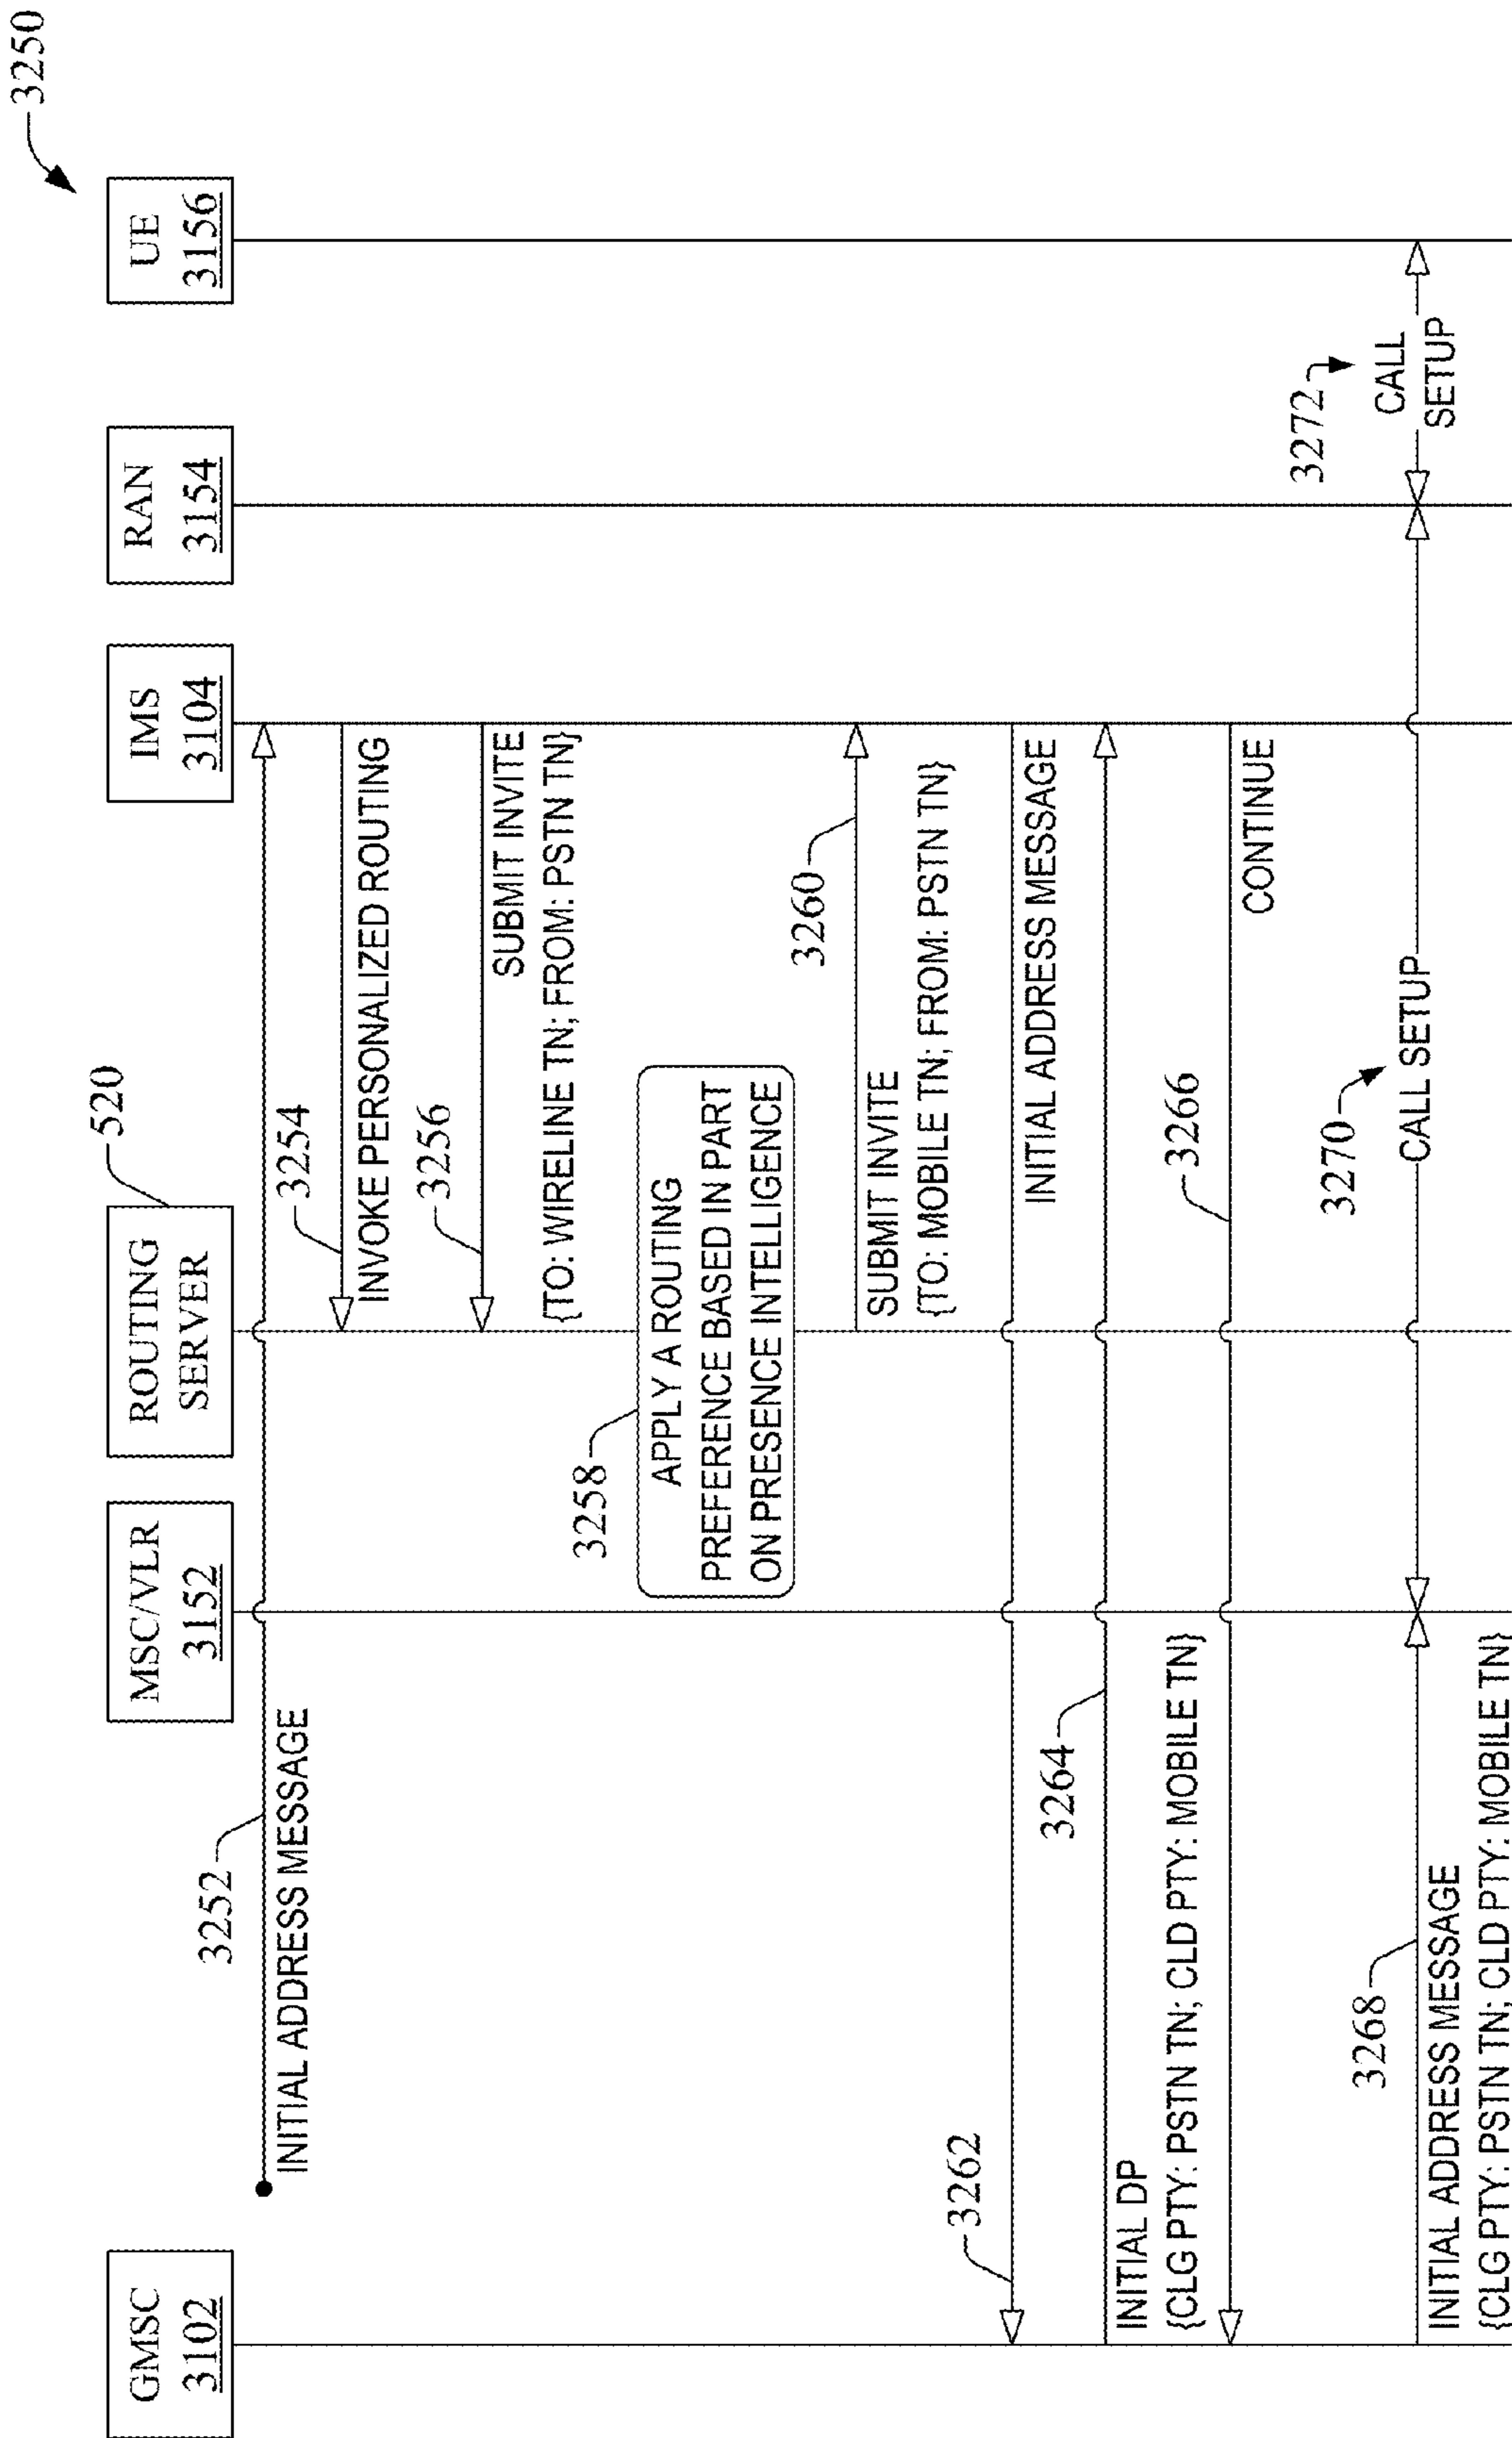 3250
GMSC
3102
MSC/VLR
3152
ROUTING
SERVER
520
IMS
3104
RAN
3154
UE
3156
3252
INITIAL ADDRESS MESSAGE
3254
INVOKE PERSONALIZED ROUTING
3256
SUBMIT INVITE
{TO: WIRELINE TN; FROM: PSTN TN}
3258
APPLY A ROUTING
PREFERENCE BASED IN PART
ON PRESENCE INTELLIGENCE
3260
SUBMIT INVITE
{TO: MOBILE TN; FROM: PSTN TN}
3262
INITIAL ADDRESS MESSAGE
3264
INITIAL DP
{CLG PTY: PSTN TN; CLD PTY: MOBILE TN}
3266
CONTINUE
3268
INITIAL ADDRESS MESSAGE
{CLG PTY: PSTN TN; CLD PTY: MOBILE TN}
3270
CALL SETUP
3272
CALL
SETUP